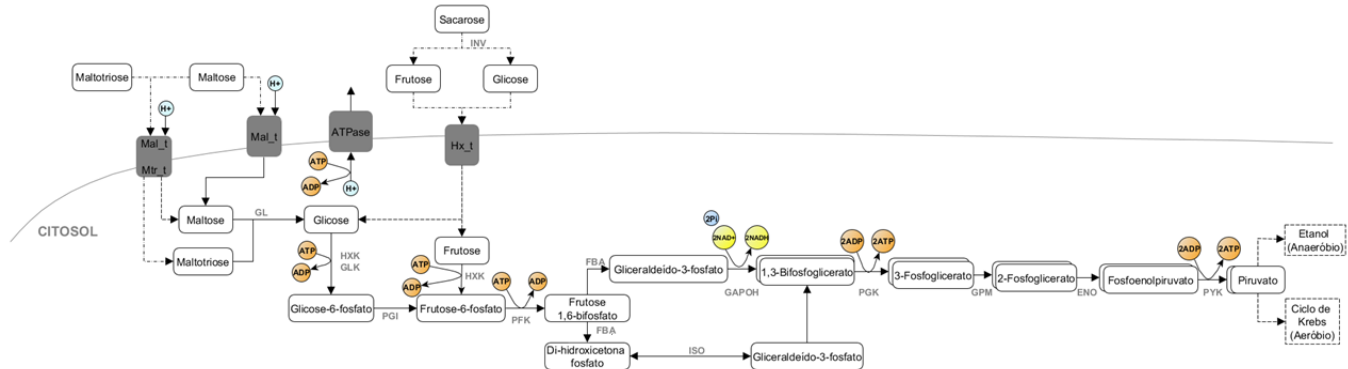 Sacarose
INV
Maltotriose
Maltose
Frutose
Glicose
H+
H+
Mal_t
Mtr_t
Mal_t
ATPase
Hx_t
ATP
ADP
H+
CITOSOL
Maltose
GL
Glicose
Maltotriose
Frutose
ATP
ADP
HXK
GLK
ATP
ADP
HXK
Glicose-6-fosfato
PGI
Frutose-6-fosfato
ATP
ADP
PFK
Frutose
1,6-bifosfato
FBA
FBA
Di-hidroxicetona
fosfato
ISO
Gliceraldeído-3-fosfato
Gliceraldeído-3-fosfato
2Pi
2NAD+
2NADH
GAPOH
1,3-Bifosfoglicerato
2ADP
2ATP
PGK
3-Fosfoglicerato
GPM
2-Fosfoglicerato
ENO
Fosfoenolpiruvato
2ADP
2ATP
PYK
Piruvato
Etanol
(Anaeróbio)
Ciclo de
Krebs
(Aeróbio)